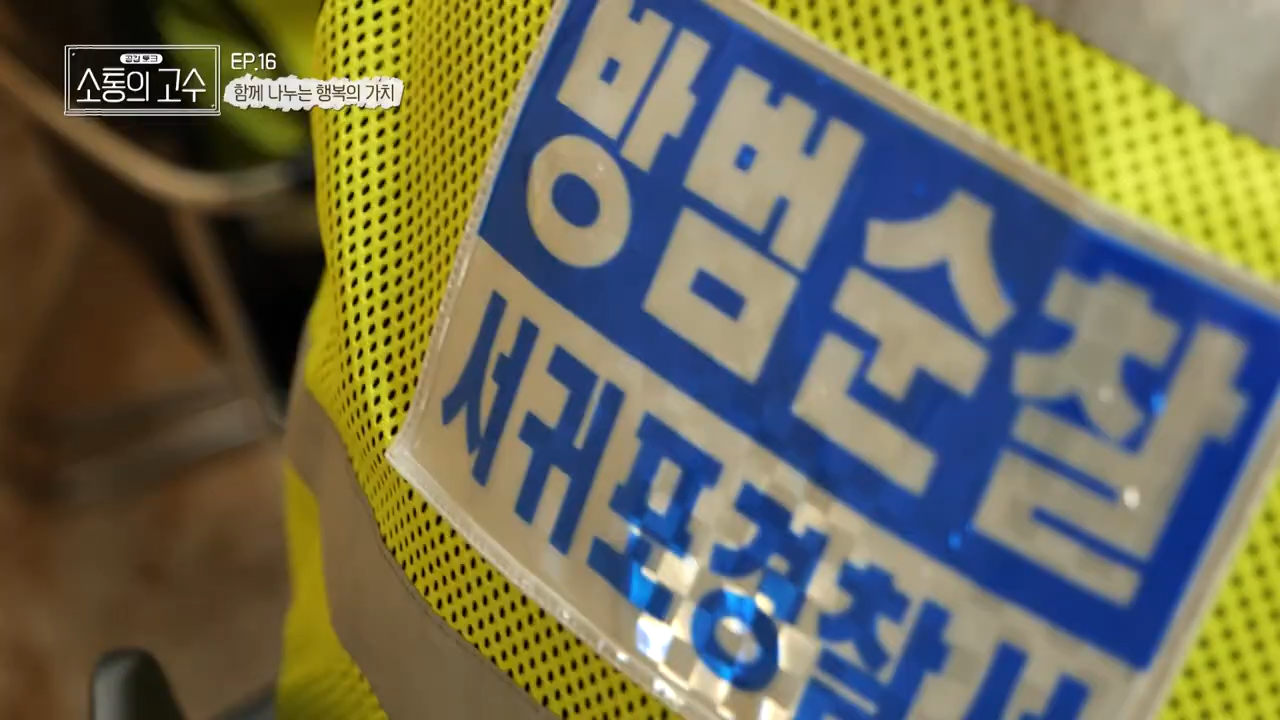 공감 토크
소통의 고수
EP.16
함께 나누는 행복의 가치
방범순찰
서귀포경찰서